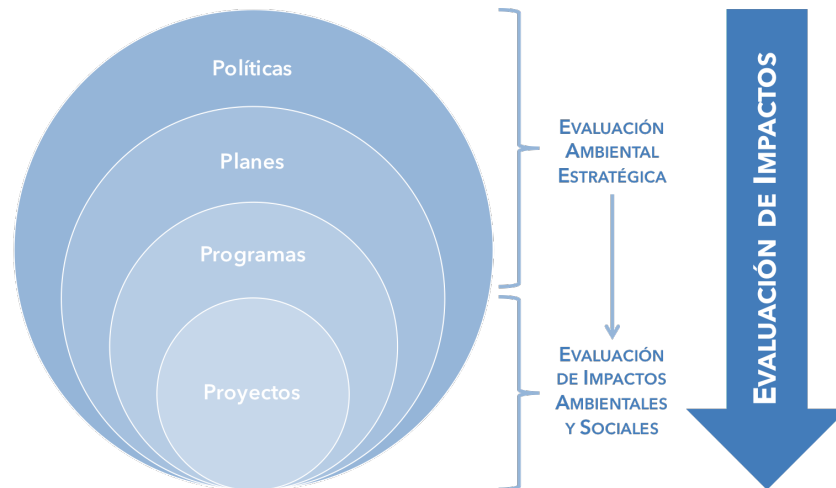 Políticas
Planes
Programas
Proyectos
EVALUACIÓN
AMBIENTAL
ESTRATÉGICA
EVALUACIÓN
DE IMPACTOS
AMBIENTALES
Y SOCIALES
EVALUACIÓN DE IMPACTOS